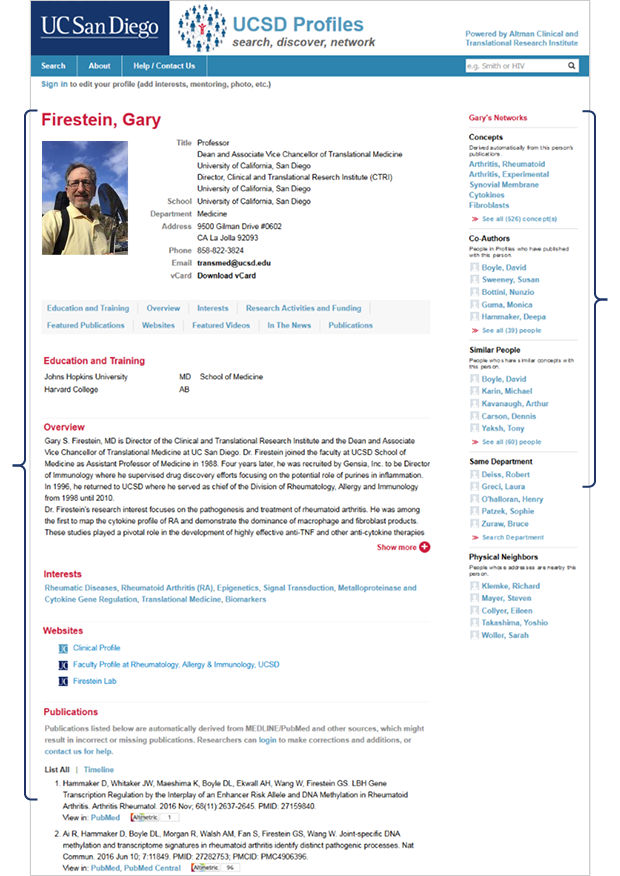 UC San Diego
UCSD Profiles
search, discover, network
Powered by Altman Clinical and
Translational Research Institute
Search
About
Help / Contact Us
e.g. Smith or HIV
Sign in to edit your profile (add interests, mentoring, photo, etc.)
Firestein, Gary
Title Professor
Dean and Associate Vice Chancellor of Translational Medicine
University of California, San Diego
Director, Clinical and Translational Reserch Institute (CTRI)
University of California, San Diego
School University of California, San Diego
Department Medicine
Address 9500 Gilman Drive #0602
CA La Jolla 92093
Phone 858-822-3824
Email transmed@ucsd.edu
vCard Download vCard
Education and Training | Overview | Interests | Research Activities and Funding |
Featured Publications | Websites | Featured Videos | In The News | Publications
Education and Training
Johns Hopkins University MD School of Medicine
Harvard College AB
Overview
Gary S. Firestein, MD is Director of the Clinical and Translational Research Institute and the Dean and Associate
Vice Chancellor of Translational Medicine at UC San Diego. Dr. Firestein joined the faculty at UCSD School of
Medicine as Assistant Professor of Medicine in 1988. Four years later, he was recruited by Gensia, Inc. to be Director
of Immunology where he supervised drug discovery efforts focusing on the potential role of purines in inflammation.
In 1996, he returned to UCSD where he served as chief of the Division of Rheumatology, Allergy and Immunology
from 1998 until 2010.
Dr. Firestein's research interest focuses on the pathogenesis and treatment of rheumatoid arthritis. He was among
the first to map the cytokine profile of RA and demonstrate the dominance of macrophage and fibroblast products.
These studies played a pivotal role in the development of highly effective anti-TNF and other anti-cytokine therapies
Show more
Interests
Rheumatic Diseases, Rheumatoid Arthritis (RA), Epigenetics, Signal Transduction, Metalloproteinase and
Cytokine Gene Regulation, Translational Medicine, Biomarkers
Websites
UC Clinical Profile
UC Faculty Profile at Rheumatology, Allergy & Immunology, UCSD
UC Firestein Lab
Publications
Publications listed below are automatically derived from MEDLINE/PubMed and other sources, which might
result in incorrect or missing publications. Researchers can login to make corrections and additions, or
contact us for help.
List All | Timeline
1. Hammaker D, Whitaker JW, Maeshima K, Boyle DL, Ekwall AH, Wang W, Firestein GS. LBH Gene
Transcription Regulation by the Interplay of an Enhancer Risk Allele and DNA Methylation in Rheumatoid
Arthritis. Arthritis Rheumatol. 2016 Nov; 68(11):2637-2645. PMID: 27159840.
View in: PubMed Altmetric 1
2. Ai R, Hammaker D, Boyle DL, Morgan R, Walsh AM, Fan S, Firestein GS, Wang W. Joint-specific DNA
methylation and transcriptome signatures in rheumatoid arthritis identify distinct pathogenic processes. Nat
Commun. 2016 Jun 10; 7:11849. PMID: 27282753; PMCID: PMC4906396.
View in: PubMed, PubMed Central Altmetric 96
Gary's Networks
Concepts
Derived automatically from this person's
publications.
Arthritis, Rheumatoid
Arthritis, Experimental
Synovial Membrane
Cytokines
Fibroblasts
See all (526) concept(s)
Co-Authors
People in Profiles who have published
with this person.
Boyle, David
Sweeney, Susan
Bottini, Nunzio
Guma, Monica
Hammaker, Deepa
See all (39) people
Similar People
People who share similar concepts with
this person.
Boyle, David
Karin, Michael
Kavanaugh, Arthur
Carson, Dennis
Yaksh, Tony
See all (60) people
Same Department
Deiss, Robert
Greci, Laura
O'halloran, Henry
Patzek, Sophie
Zuraw, Bruce
Search Department
Physical Neighbors
People whose addresses are nearby this
person.
Klemke, Richard
Mayer, Steven
Collyer, Eileen
Takashima, Yoshio
Woller, Sarah